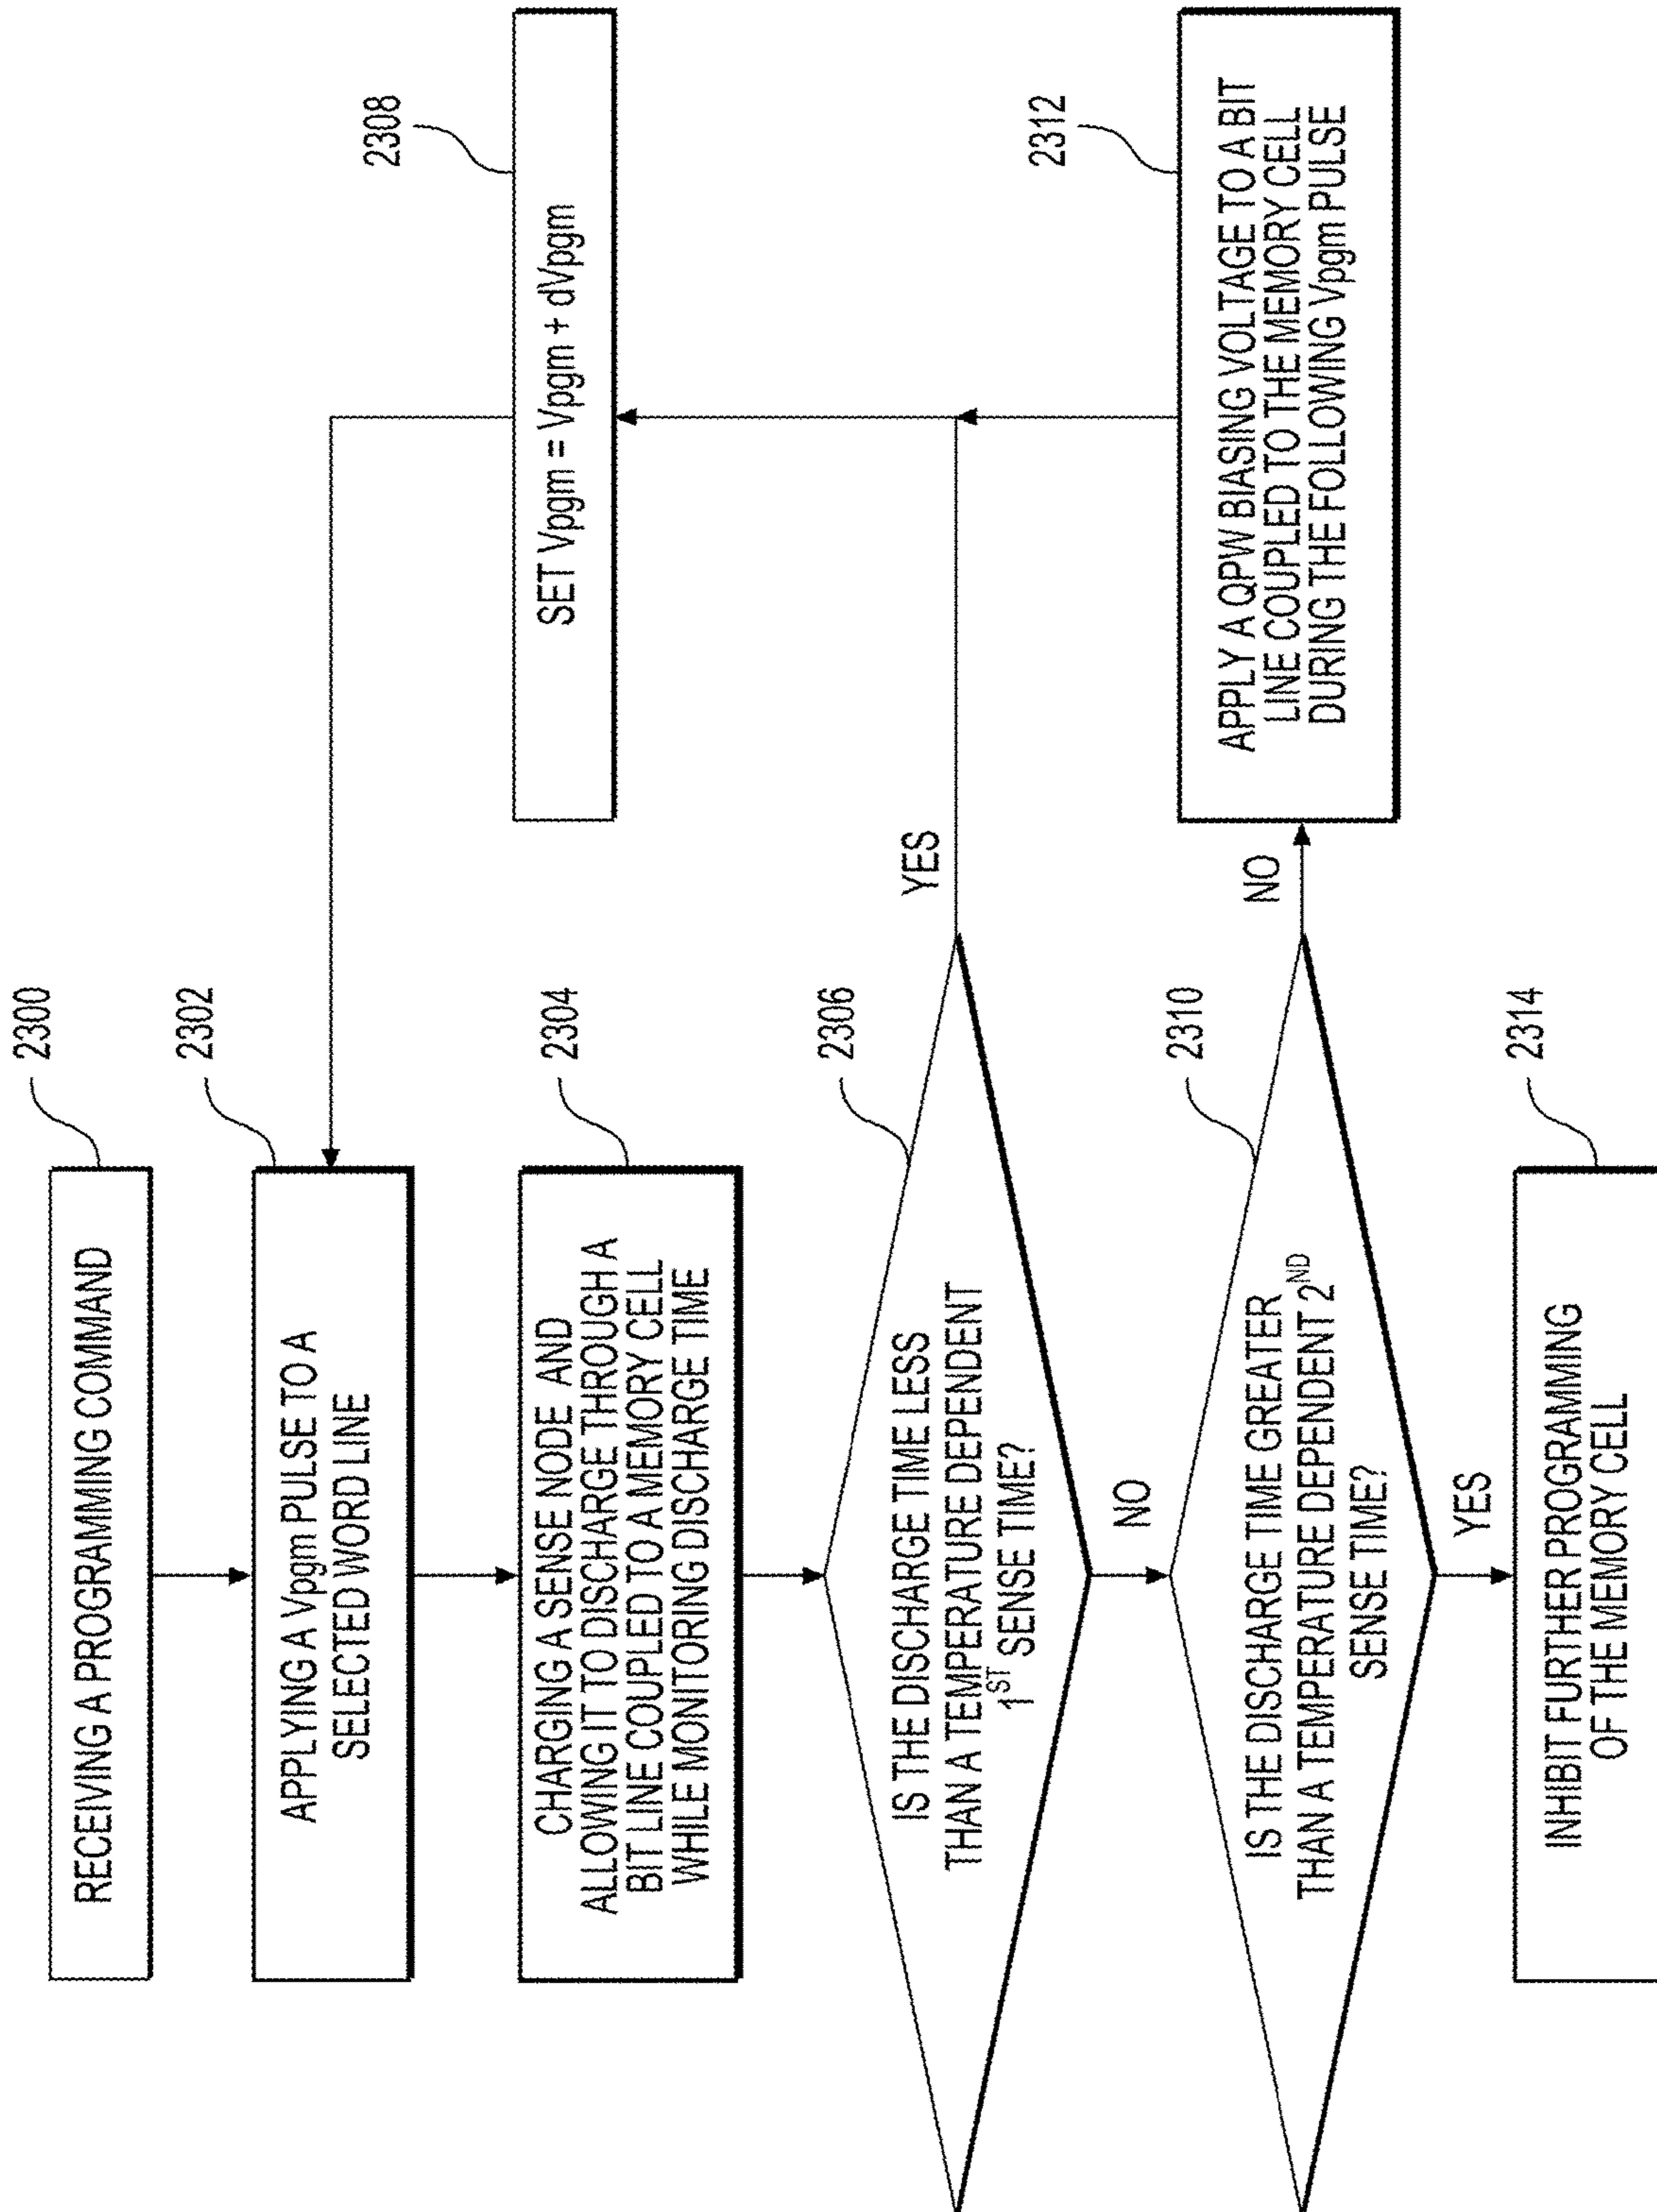 2300
RECEIVING A PROGRAMMING COMMAND
2302
APPLYING A Vpgm PULSE TO A
SELECTED WORD LINE
2304
CHARGING A SENSE NODE AND
ALLOWING IT TO DISCHARGE THROUGH A
BIT LINE COUPLED TO A MEMORY CELL
WHILE MONITORING DISCHARGE TIME
2306
IS THE DISCHARGE TIME LESS
THAN A TEMPERATURE DEPENDENT
1ST SENSE TIME?
YES
NO
2308
SET Vpgm = Vpgm + dVpgm
2310
IS THE DISCHARGE TIME GREATER
THAN A TEMPERATURE DEPENDENT 2ND
SENSE TIME?
NO
YES
2312
APPLY A QPW BIASING VOLTAGE TO A BIT
LINE COUPLED TO THE MEMORY CELL
DURING THE FOLLOWING Vpgm PULSE
2314
INHIBIT FURTHER PROGRAMMING
OF THE MEMORY CELL